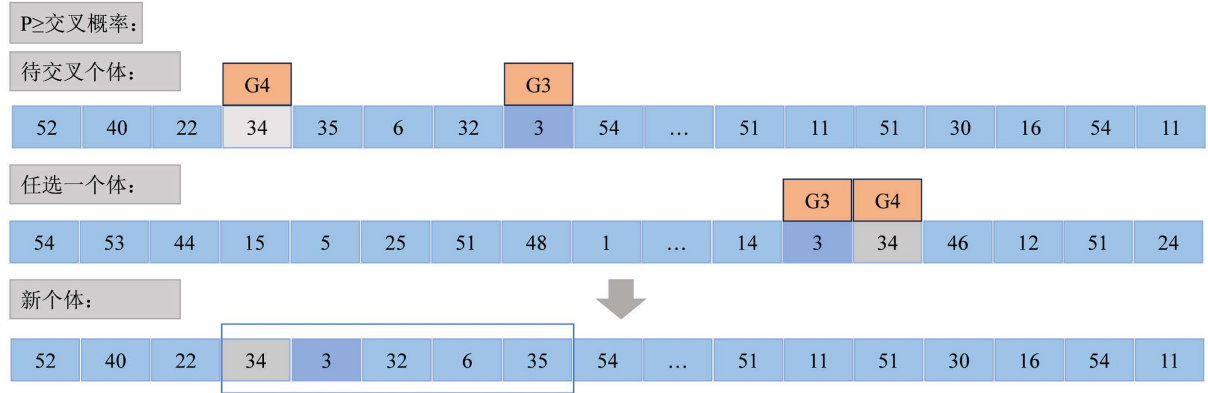 P≥交叉概率：
待交叉个体：
G4 G3
52 40 22 34 35 6 32 3 54 … 51 11 51 30 16 54 11
任选一个体：
G3 G4
54 53 44 15 5 25 51 48 1 … 14 3 34 46 12 51 24
新个体：
52 40 22 34 3 32 6 35 54 … 51 11 51 30 16 54 11